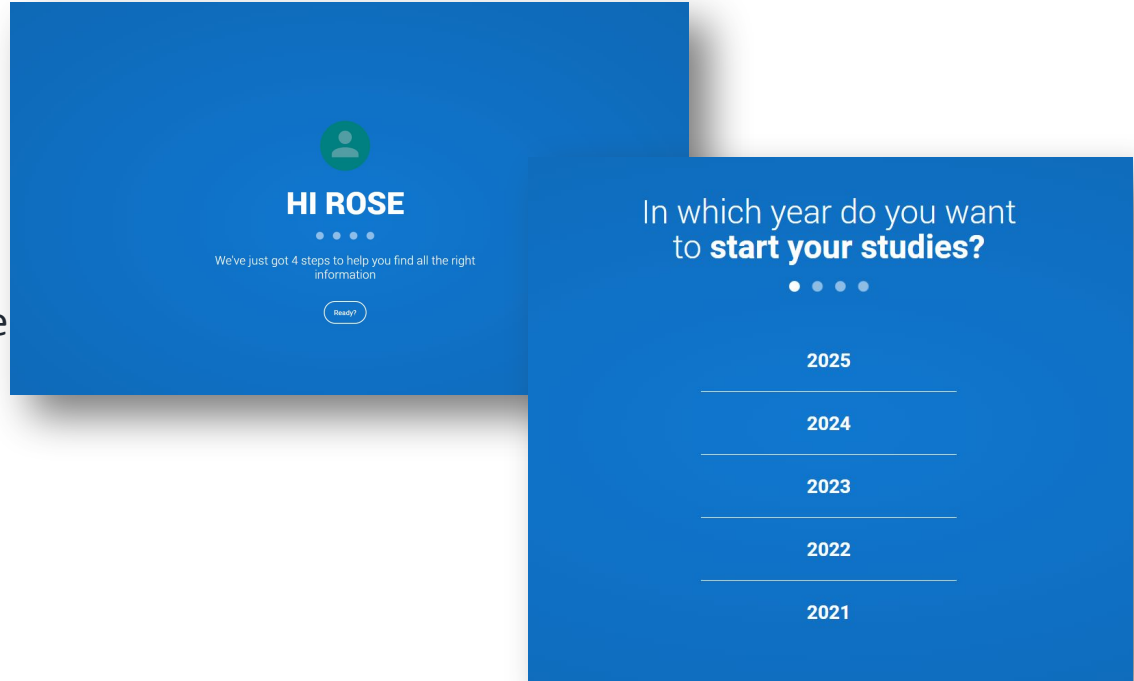 HI ROSE
We've just got 4 steps to help you find all the right
information
Ready?
e
In which year do you want
to start your studies?
2025
2024
2023
2022
2021